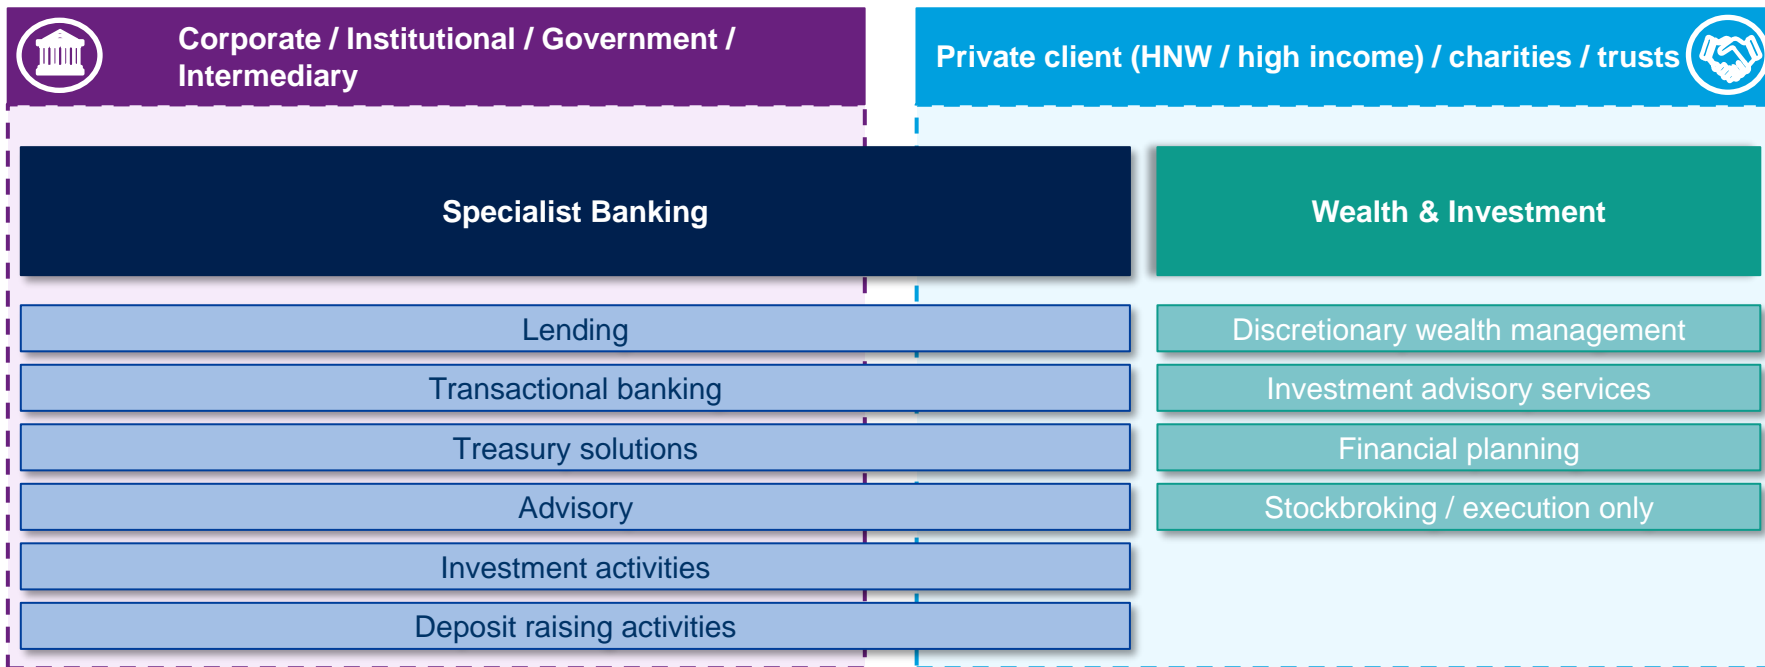 Corporate / Institutional / Government /
Intermediary
Private client (HNW / high income) / charities / trusts
Specialist Banking
Lending
Transactional banking
Treasury solutions
Advisory
Investment activities
Deposit raising activities
Wealth & Investment
Discretionary wealth management
Investment advisory services
Financial planning
Stockbroking / execution only